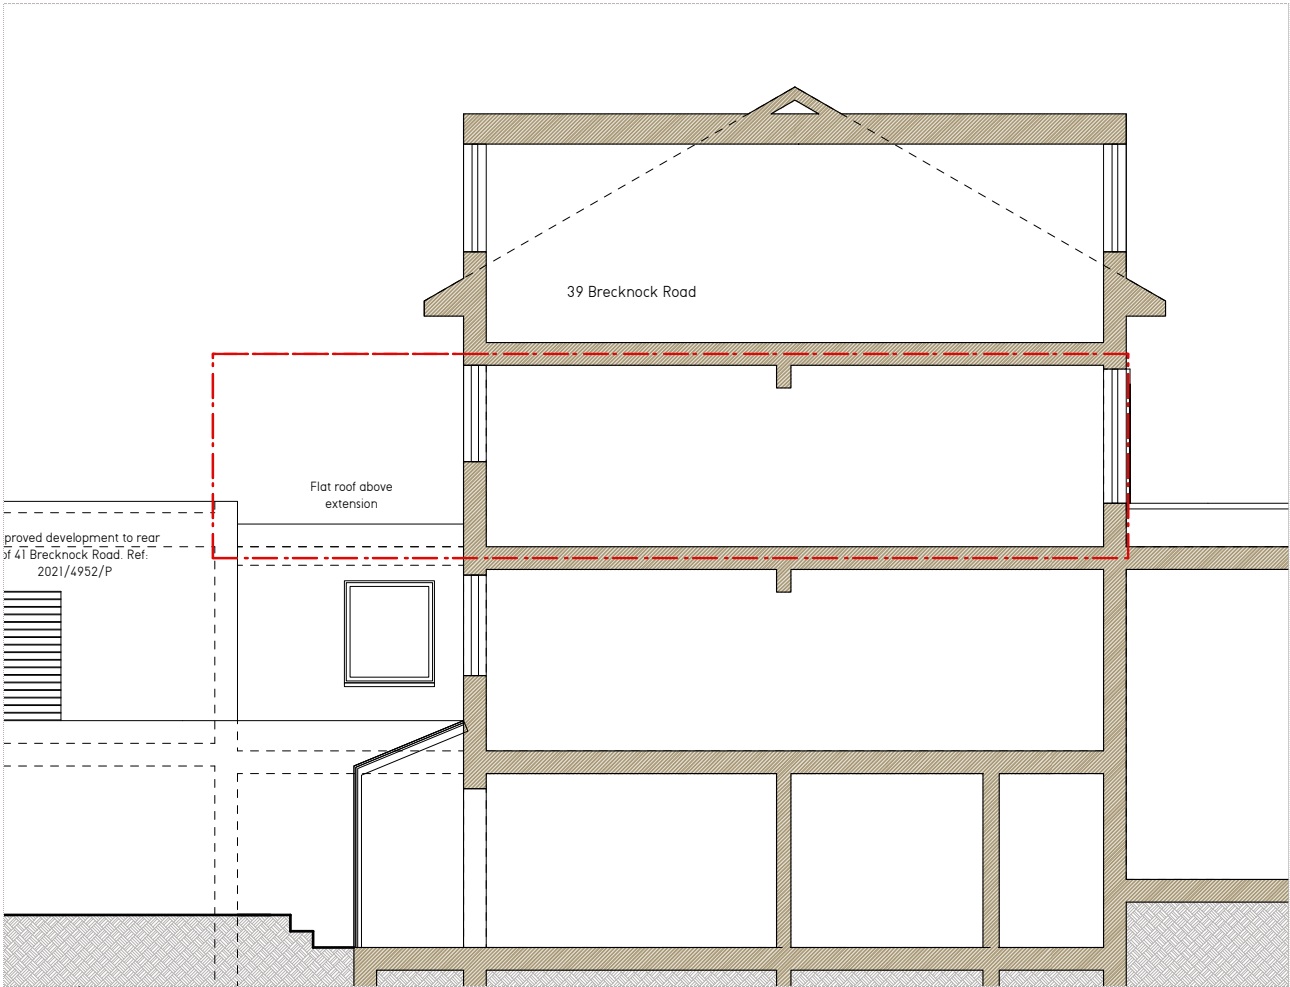 39 Brecknock Road
Flat roof above
extension
proved development to rear
of 41 Brecknock Road. Ref:
2021/4952/P